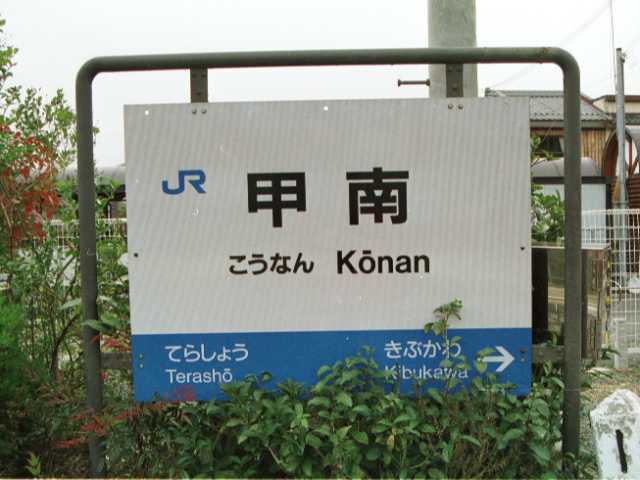 JR 甲南
こうなん Kōnan
てらしょう きぶかわ
Terashō Kibukawa →